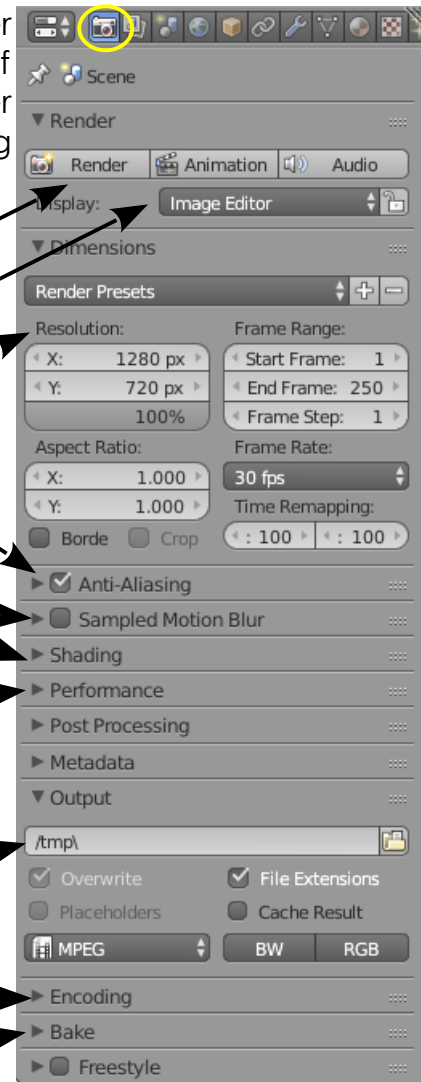 er
f
Scene
er
▼ Render
g
Render Animation Audio
Display: Image Editor
▼ Dimensions
Render Presets
Resolution: Frame Range:
X: 1280 px Start Frame: 1
Y: 720 px End Frame: 250
100% Frame Step: 1
Aspect Ratio: Frame Rate:
X: 1.000 30 fps
Y: 1.000 Time Remapping:
Borde Crop : 100 : 100
Anti-Aliasing
Sampled Motion Blur
Shading
Performance
Post Processing
Metadata
▼ Output
/tmp\
Overwrite File Extensions
Placeholders Cache Result
MPEG BW RGB
Encoding
Bake
Freestyle